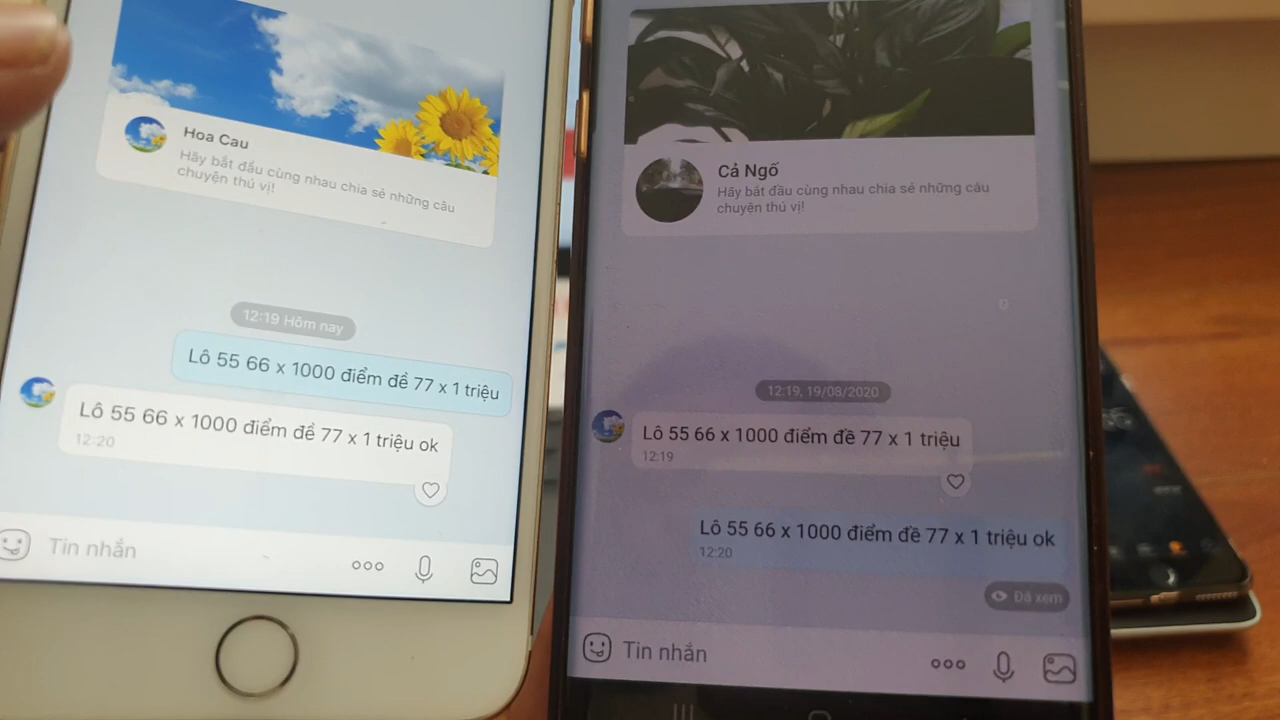 Hoa Cau
Hãy bắt đầu cùng nhau chia sẻ những câu
chuyện thú vị!
12:19 Hôm nay
Lô 55 66 x 1000 điểm đề 77 x 1 triệu
Lô 55 66 x 1000 điểm đề 77 x 1 triệu ok
12:20
Tin nhắn
Cả Ngố
Hãy bắt đầu cùng nhau chia sẻ những câu
chuyện thú vị!
12:19, 19/08/2020
Lô 55 66 x 1000 điểm đề 77 x 1 triệu
12:19
Lô 55 66 x 1000 điểm đề 77 x 1 triệu ok
12:20
Đã xem
Tin nhắn